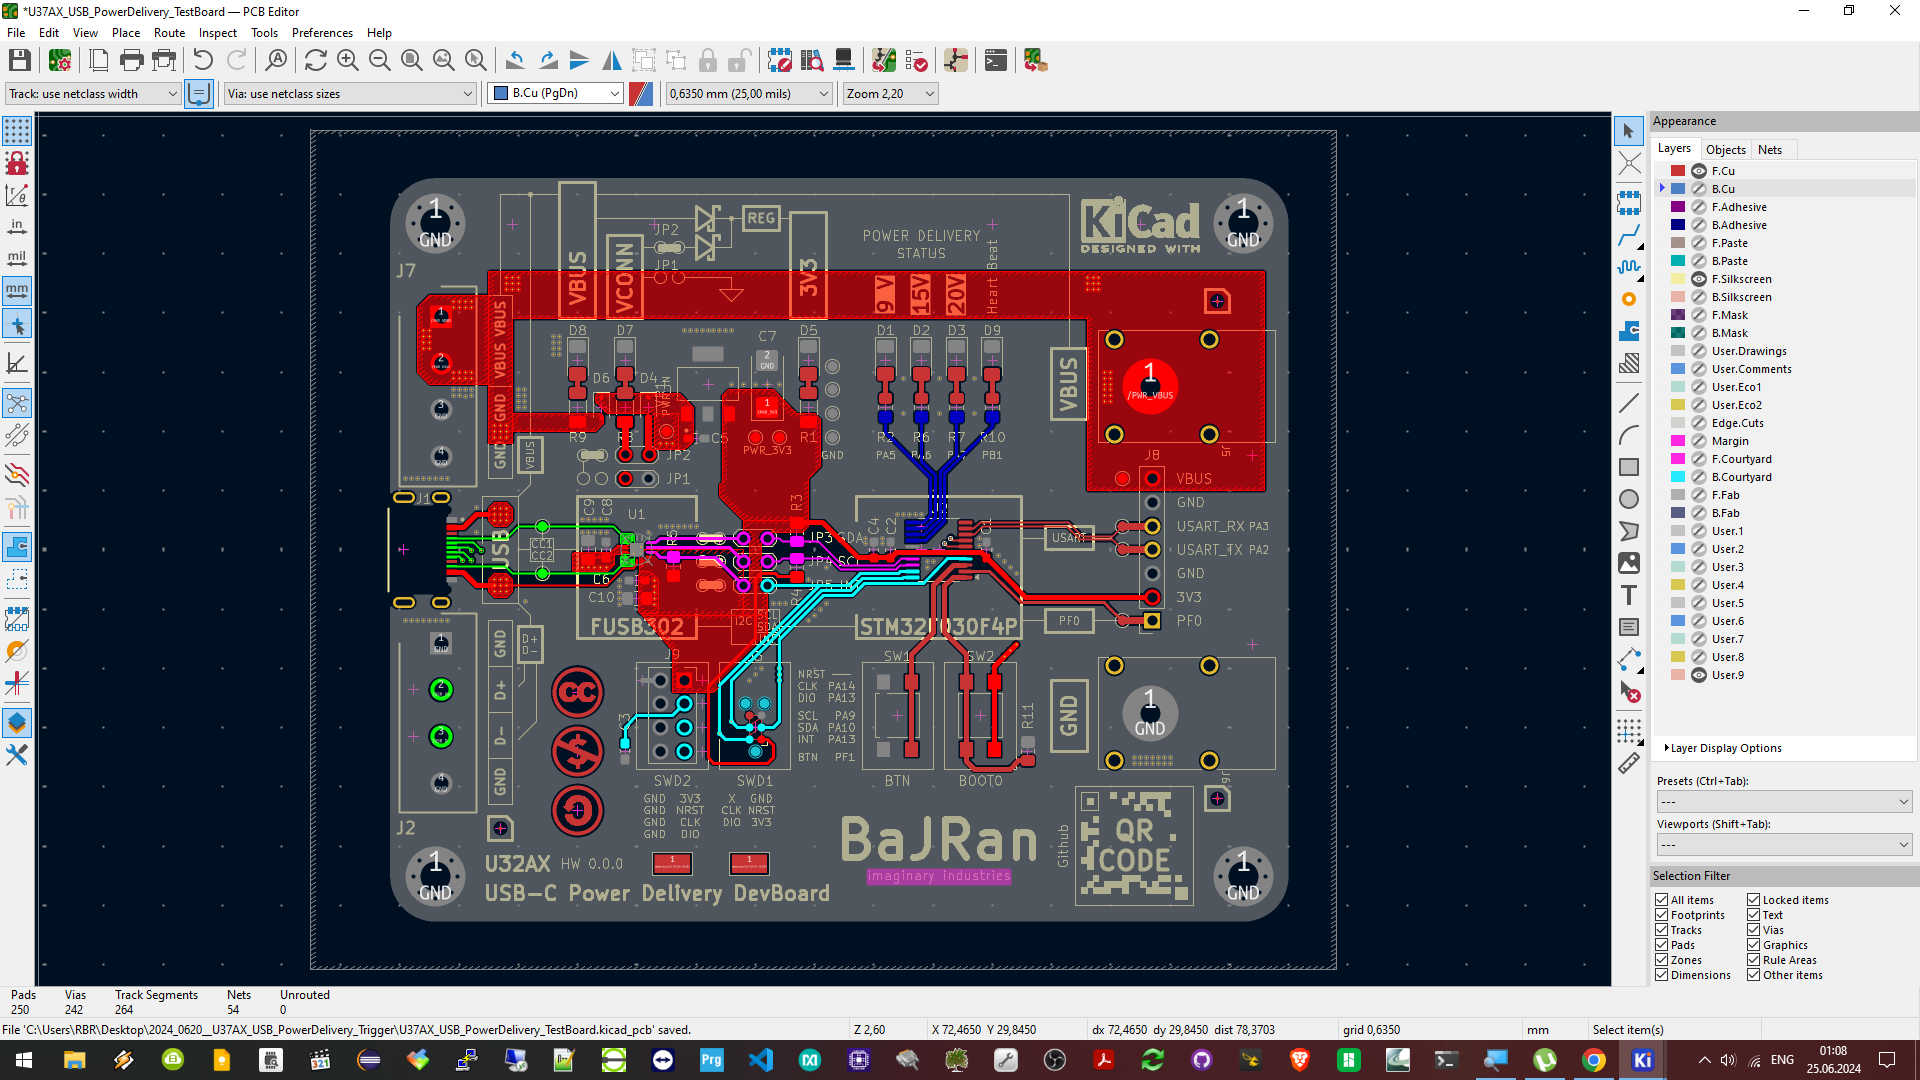 *U37AX_USB_PowerDelivery_TestBoard — PCB Editor
File Edit View Place Route Inspect Tools Preferences Help
Track: use netclass width
Via: use netclass sizes
B.Cu (PgDn)
0,6350 mm (25,00 mils)
Zoom 2,20
in
mil
mm
Appearance
Layers Objects Nets
F.Cu
B.Cu
F.Adhesive
B.Adhesive
F.Paste
B.Paste
F.Silkscreen
B.Silkscreen
F.Mask
B.Mask
User.Drawings
User.Comments
User.Eco1
User.Eco2
Edge.Cuts
Margin
F.Courtyard
B.Courtyard
F.Fab
B.Fab
User.1
User.2
User.3
User.4
User.5
User.6
User.7
User.8
User.9
Layer Display Options
Presets (Ctrl+Tab):
---
Viewports (Shift+Tab):
---
Selection Filter
All items Locked items
Footprints Text
Tracks Vias
Pads Graphics
Zones Rule Areas
Dimensions Other items
1
GND
J7
VBUS
VCONN
JP2
JP1
REG
3V3
POWER DELIVERY
STATUS
9 V
15V
20V
Heart Beat
KiCad
DESIGNED WITH
1
GND
VBUS VBUS
GND
D8 D7 C7 D5 D1 D2 D3 D9
D6 D4
2
GND
1
PWR_3V3
R9 R8 R1 R2 R6 R7 R10
PA5 PA6 PB1
GND
JP2
JP1
VBUS
1
/PWR_VBUS
J5
J8
VBUS
GND
USART_RX PA3
USART_TX PA2
GND
3V3
PF0
J1
USB
VBUS
CC1
CC2
C9 C8
U1
C6
C10
FUSB302
R3
JP3 SDA
C4 C2
USART
PF0
STM32F030F4P
I2C
SCL
SDA
D+
D-
GND
D+
D-
GND
1
2
3
4
J2
J9
SW1 SW2
NRST
CLK PA14
DIO PA13
SCL PA9
SDA PA10
INT PA13
BTN PF1
R11
GND
1
GND
SWD2 SWD1
BTN BOOT0
GND 3V3
GND NRST
GND CLK
GND DIO
X GND
CLK NRST
DIO 3V3
BaJRan
imaginary industries
Github
QR
CODE
1
GND
U32AX HW 0.0.0
USB-C Power Delivery DevBoard
1
GND
Pads Vias Track Segments Nets Unrouted
250 242 264 54 0
File 'C:\Users\RBR\Desktop\2024_0620__U37AX_USB_PowerDelivery_Trigger\U37AX_USB_PowerDelivery_TestBoard.kicad_pcb' saved.
Z 2,60
X 72,4650 Y 29,8450
dx 72,4650 dy 29,8450 dist 78,3703
grid 0,6350
mm
Select item(s)
321
Prg
Ki
ENG
01:08
25.06.2024